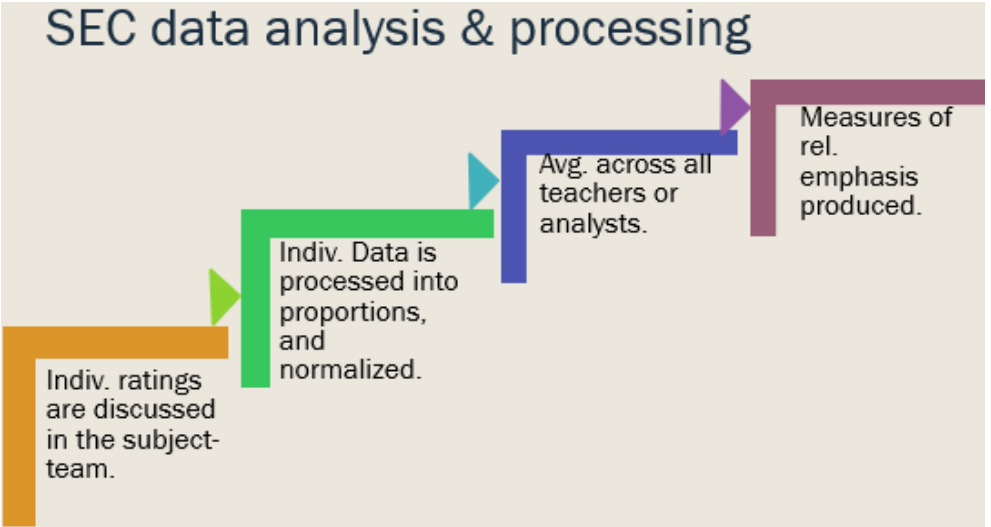 SEC data analysis & processing
Indiv. ratings
are discussed
in the subject-
team.
Indiv. Data is
processed into
proportions,
and
normalized.
Avg. across all
teachers or
analysts.
Measures of
rel.
emphasis
produced.